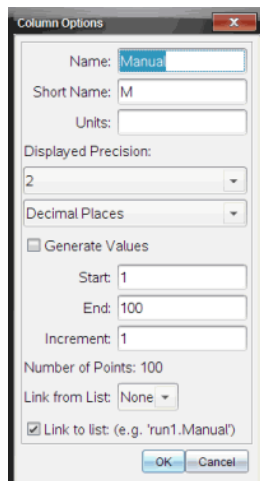 Column Options
Name: Manual
Short Name: M
Units:
Displayed Precision:
2
Decimal Places
Generate Values
Start: 1
End: 100
Increment: 1
Number of Points: 100
Link from List: None
Link to list: (e.g. 'run1.Manual')
OK Cancel